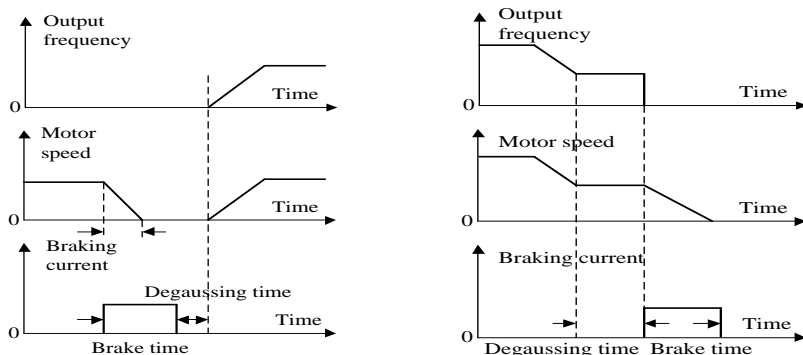 Output
frequency
0
Time
Motor
speed
0
Time
Braking
current
Degaussing time
0
Time
Brake time
Output
frequency
0
Time
Motor speed
0
Time
Braking current
0
Time
Degaussing time
Brake time